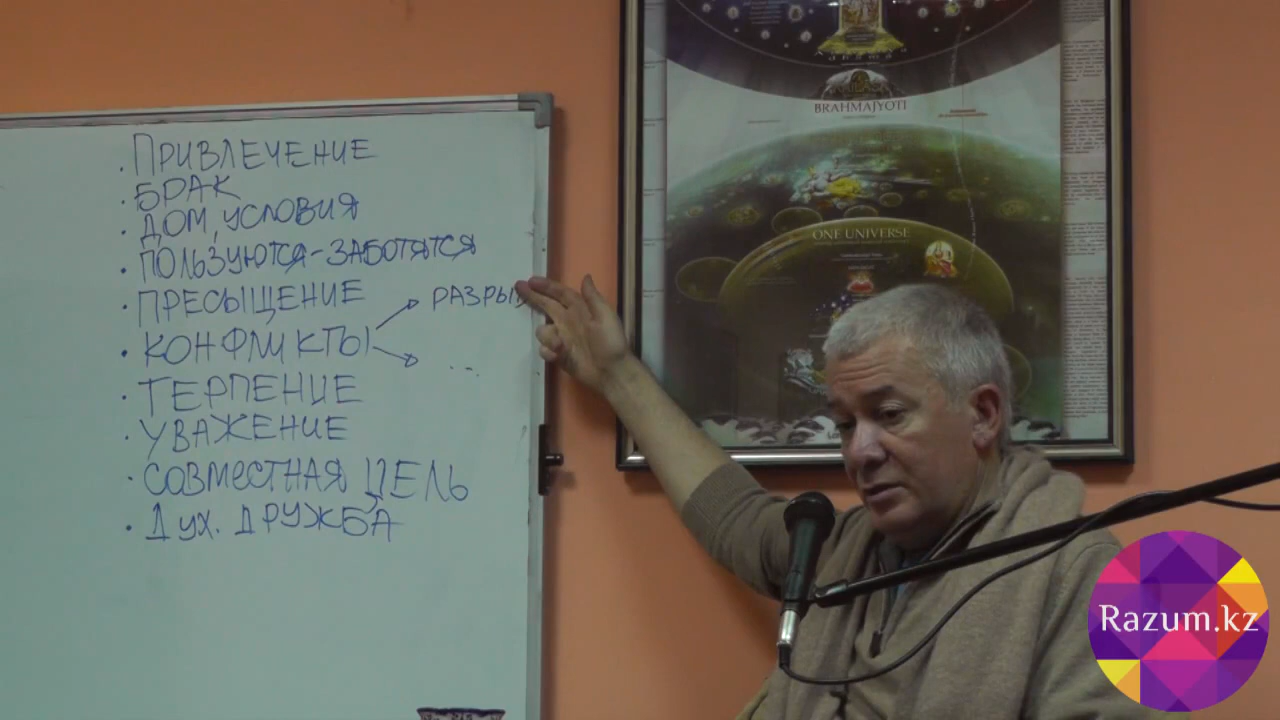 · ПРИВЛЕЧЕНИЕ
· БРАК
· ДОМ, УСЛОВИЯ
· ПОЛЬЗУЮТСЯ-ЗАБОТЯТСЯ
· ПРЕСЫЩЕНИЕ
· КОНФЛИКТЫ → РАЗРЫВ
→ ...
· ТЕРПЕНИЕ
· УВАЖЕНИЕ
· СОВМЕСТНАЯ ЦЕЛЬ
· ДУХ. ДРУЖБА
BRAHMAJYOTI
ONE UNIVERSE
Razum.kz